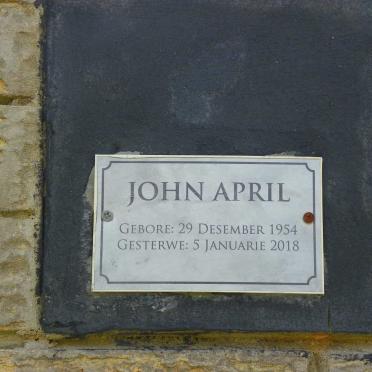 JOHN APRIL
GEBORE: 29 DESEMBER 1954
GESTERWE: 5 JANUARIE 2018